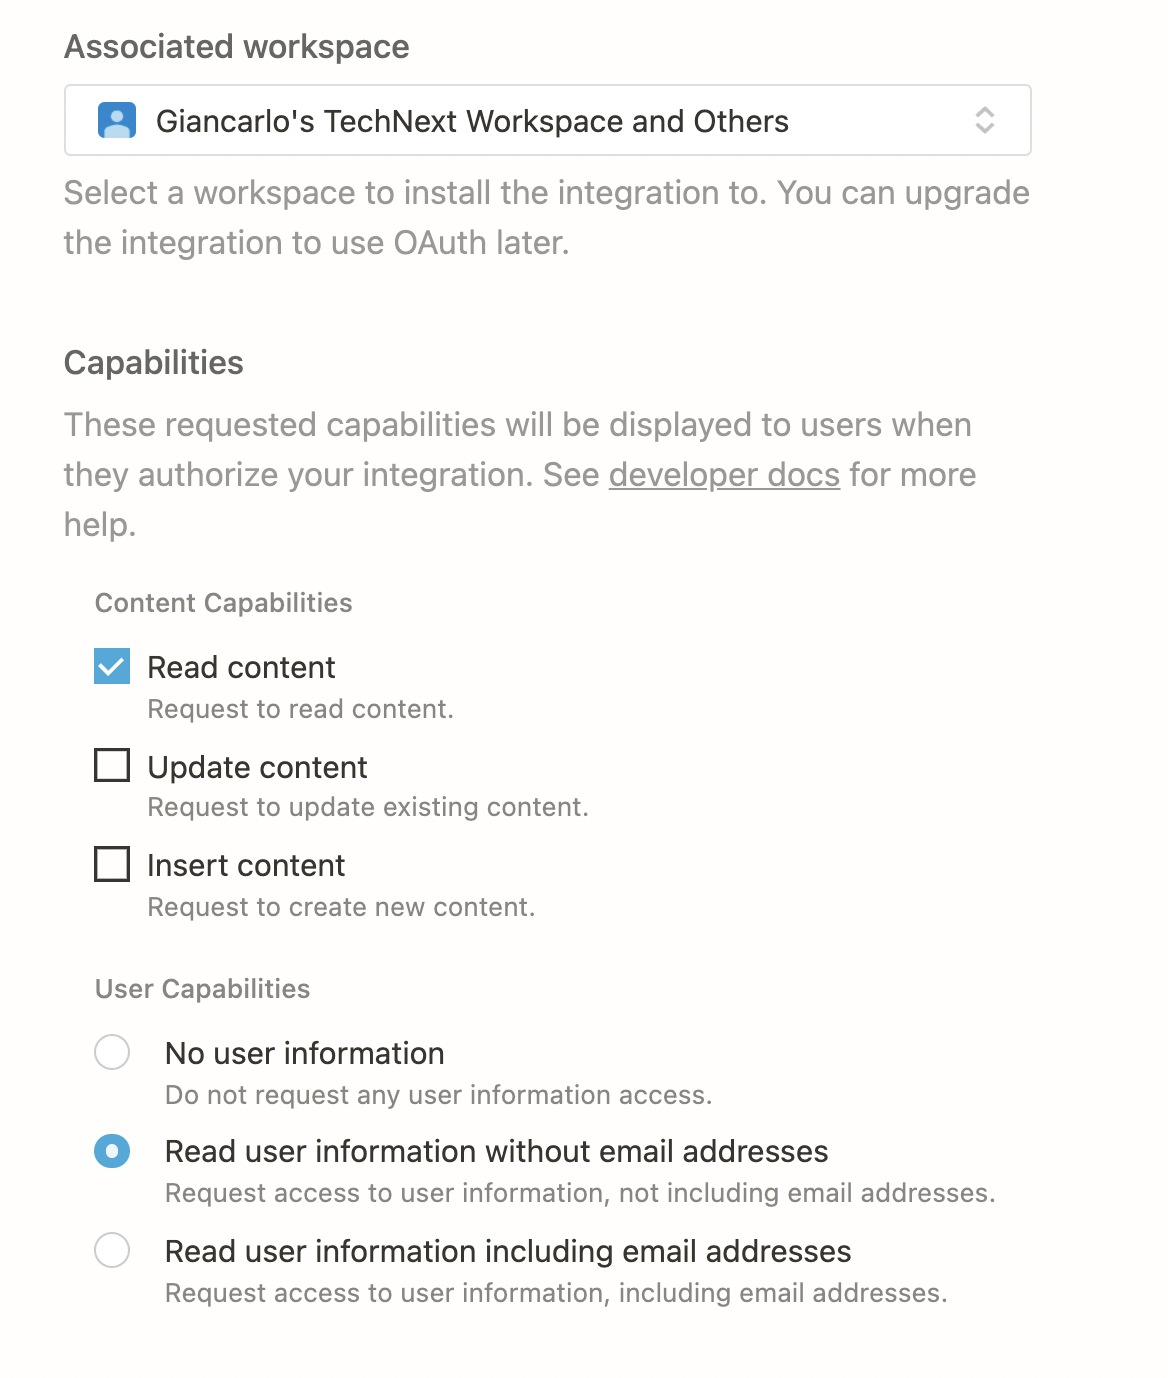 Associated workspace
Giancarlo's TechNext Workspace and Others
Select a workspace to install the integration to. You can upgrade
the integration to use OAuth later.
Capabilities
These requested capabilities will be displayed to users when
they authorize your integration. See developer docs for more
help.
Content Capabilities
Read content
Request to read content.
Update content
Request to update existing content.
Insert content
Request to create new content.
User Capabilities
No user information
Do not request any user information access.
Read user information without email addresses
Request access to user information, not including email addresses.
Read user information including email addresses
Request access to user information, including email addresses.